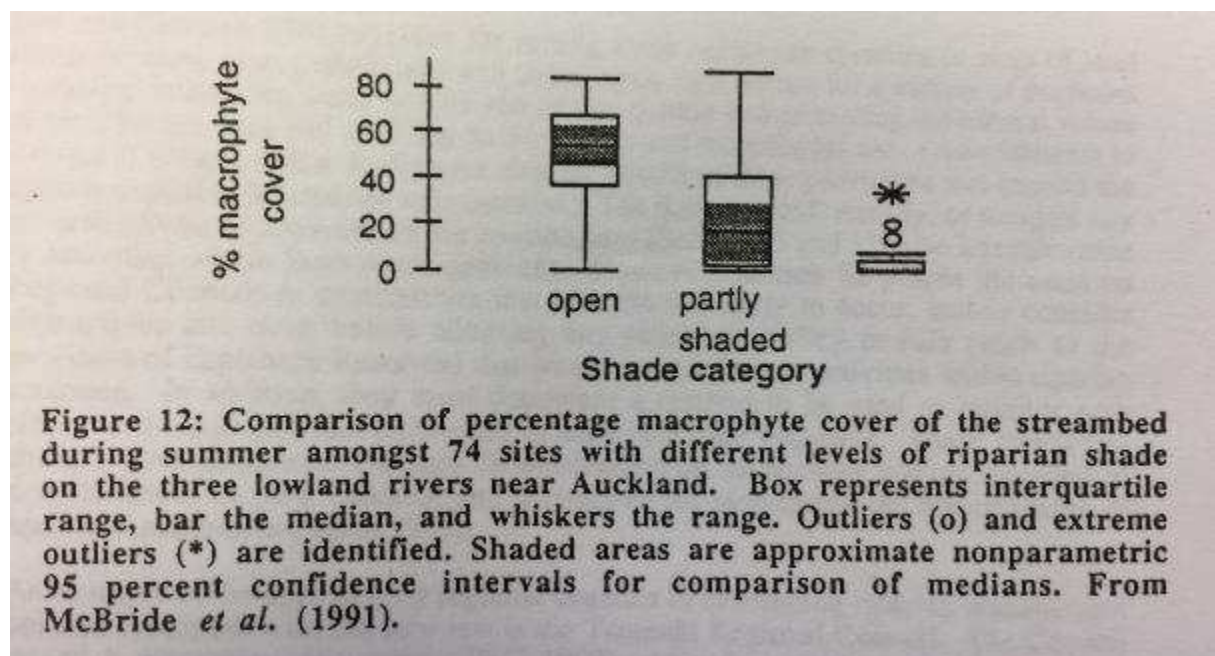 % macrophyte
cover
80
60
40
20
0
open
partly
shaded
Shade category
Figure 12: Comparison of percentage macrophyte cover of the streambed
during summer amongst 74 sites with different levels of riparian shade
on the three lowland rivers near Auckland. Box represents interquartile
range, bar the median, and whiskers the range. Outliers (o) and extreme
outliers (*) are identified. Shaded areas are approximate nonparametric
95 percent confidence intervals for comparison of medians. From
McBride et al. (1991).